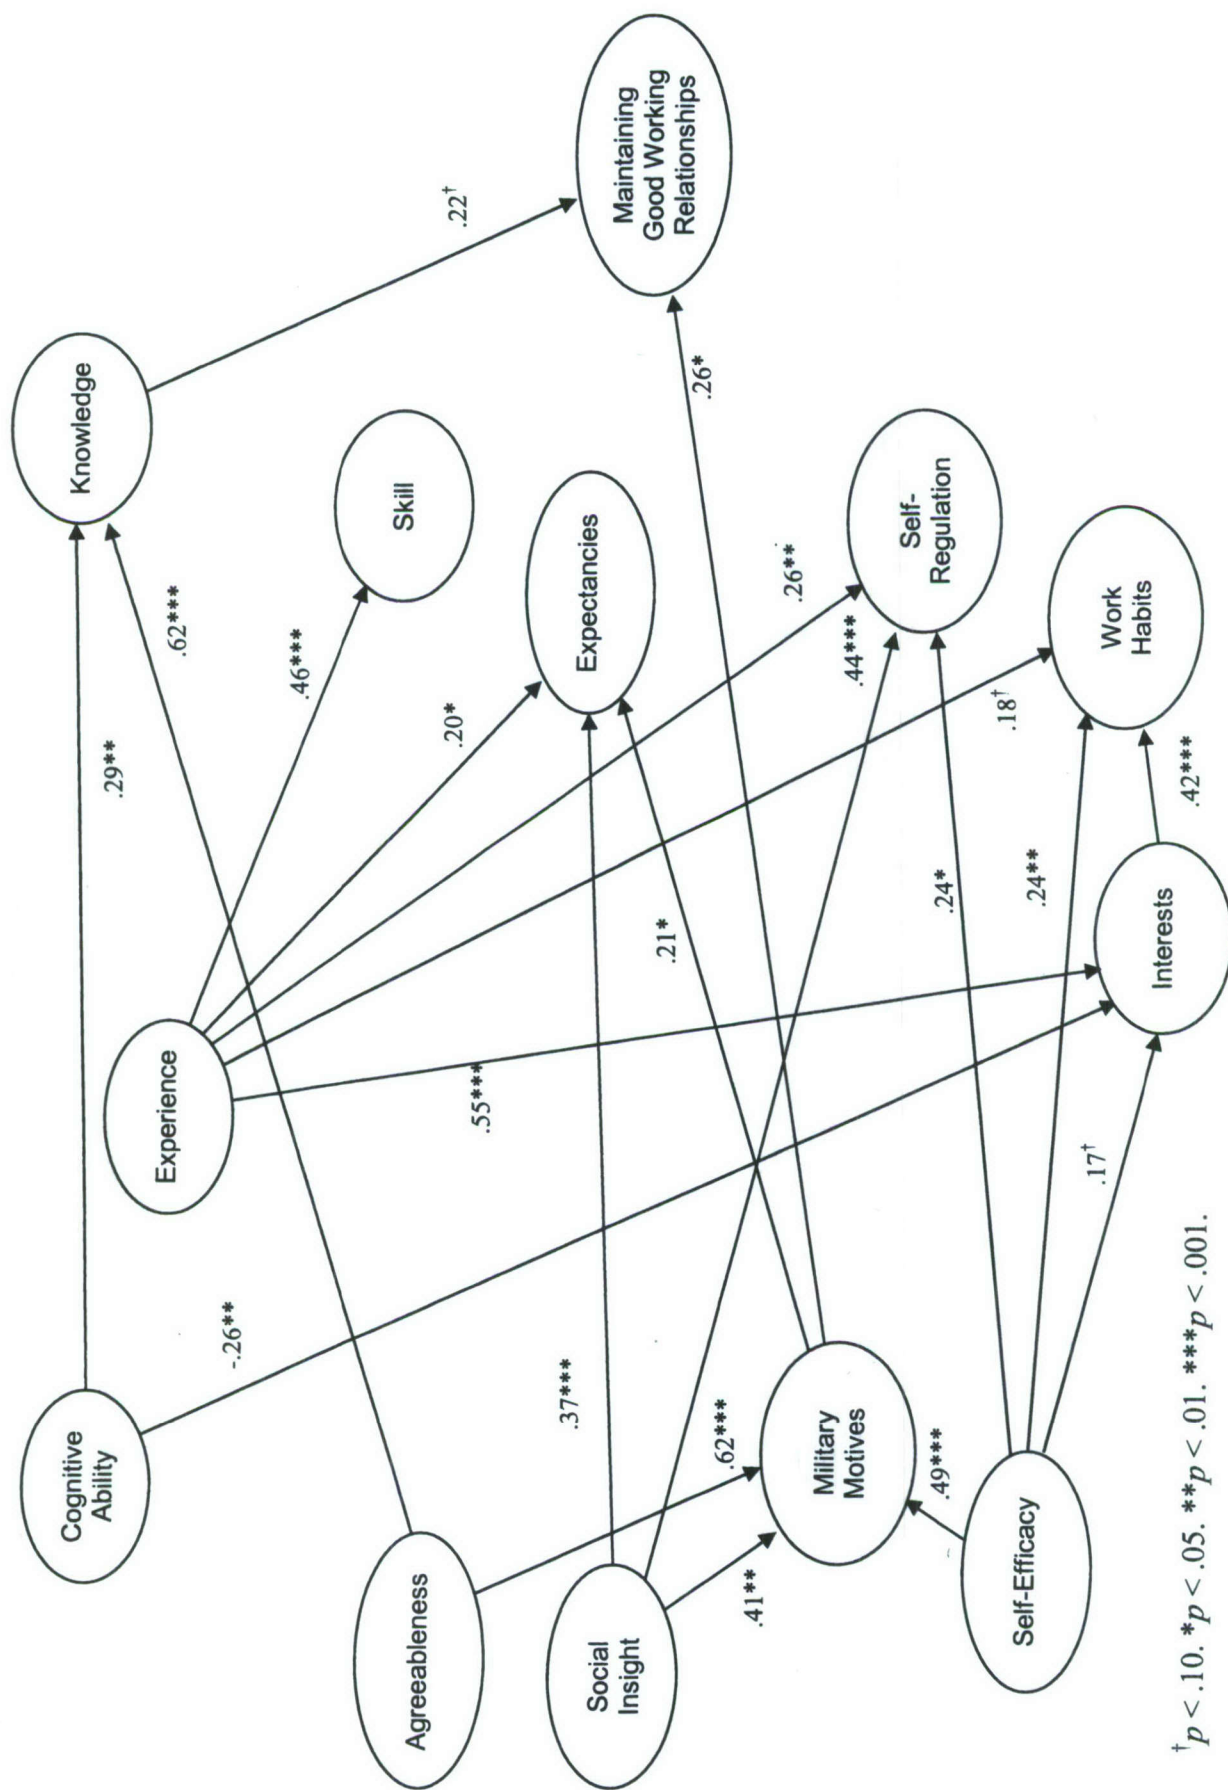 Cognitive
Ability
Agreeableness
Social
Insight
Self-Efficacy
Military
Motives
Experience
Interests
Knowledge
Skill
Expectancies
Self-
Regulation
Work
Habits
Maintaining
Good Working
Relationships
.29**
-.26**
.62***
.62***
.37***
.41**
.49***
.55***
.46***
.20*
.21*
.26**
.44***
.18†
.24*
.24**
.17†
.42***
.22†
.26*
†p < .10. *p < .05. **p < .01. ***p < .001.